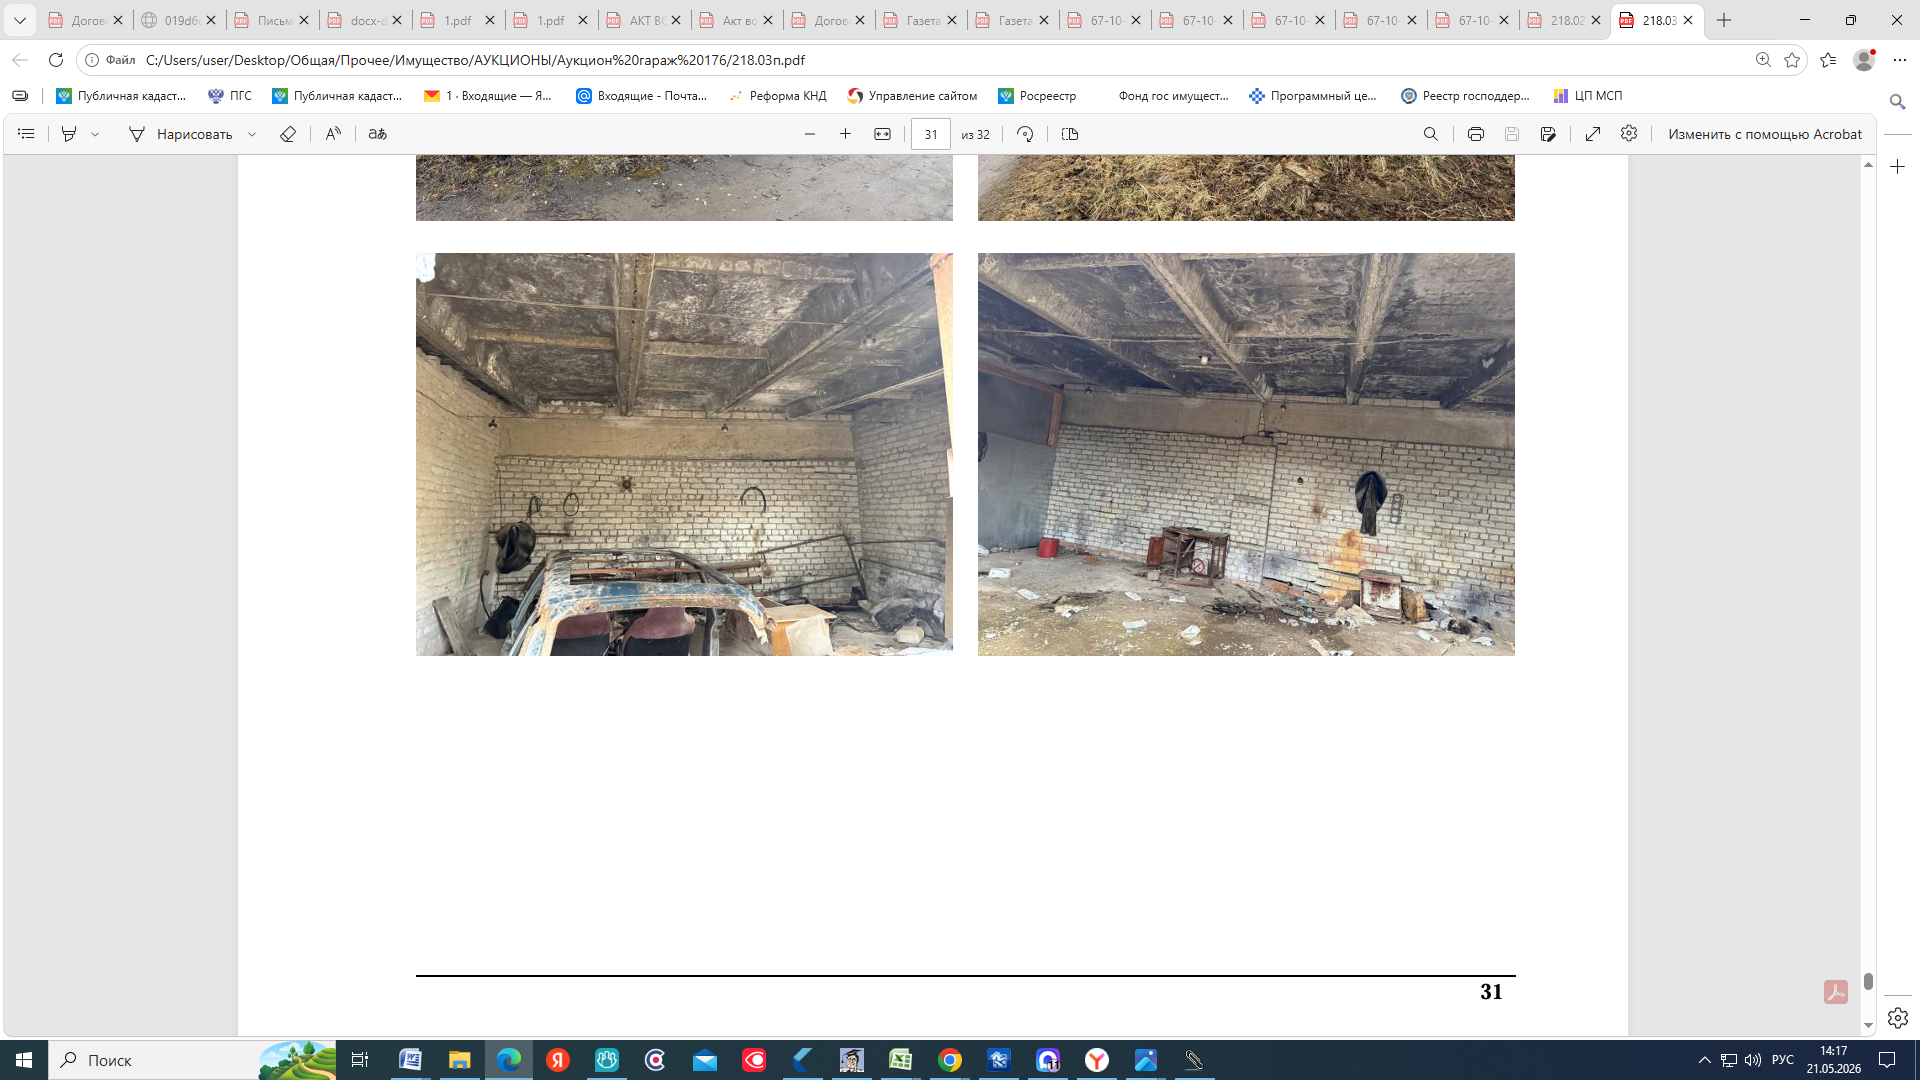 Догово
019d6c
Письм
docx-d
1.pdf
1.pdf
АКТ ВС
Акт во
Догово
Газета
Газета
67-10-
67-10-
67-10-
67-10-
67-10-
218.02
218.03
Файл
C:/Users/user/Desktop/Общая/Прочее/Имущество/АУКЦИОНЫ/Аукцион%20гараж%20176/218.03п.pdf
Публичная кадаст...
ПГС
Публичная кадаст...
1 · Входящие — Я...
Входящие - Почта...
Реформа КНД
Управление сайтом
Росреестр
Фонд гос имущест...
Программный це...
Реестр господдер...
ЦП МСП
Нарисовать
31
из 32
Изменить с помощью Acrobat
31
Поиск
РУС
14:17
21.05.2026